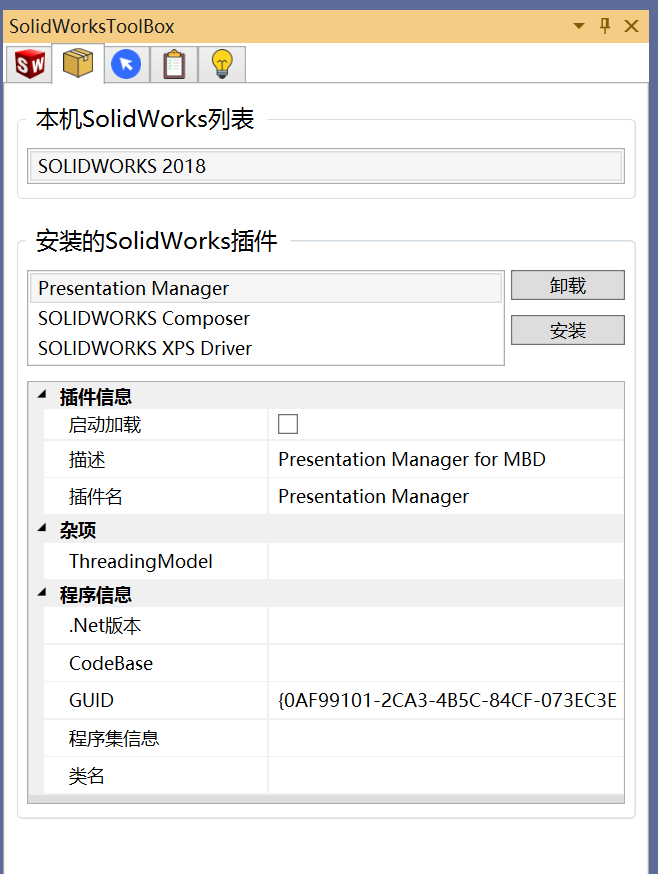 SolidWorksToolBox
SW
本机SolidWorks列表
SOLIDWORKS 2018
安装的SolidWorks插件
Presentation Manager
卸载
SOLIDWORKS Composer
安装
SOLIDWORKS XPS Driver
插件信息
启动加载
描述 Presentation Manager for MBD
插件名 Presentation Manager
杂项
ThreadingModel
程序信息
.Net版本
CodeBase
GUID {0AF99101-2CA3-4B5C-84CF-073EC3E
程序集信息
类名